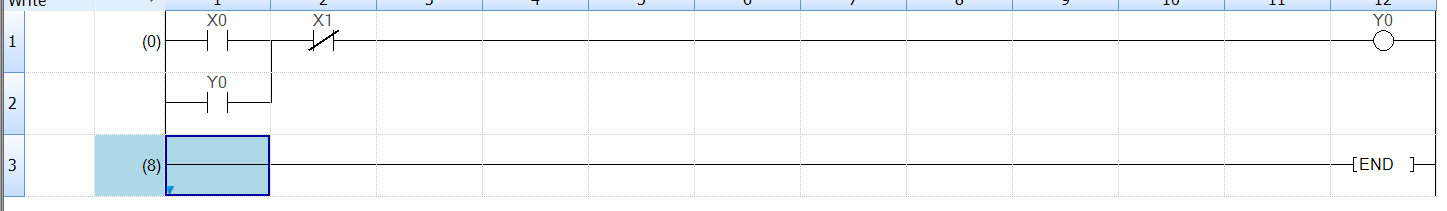 Write 1 2 3 4 5 6 7 8 9 10 11 12
X0 X1 Y0
1 (0)
Y0
2
3 (8) [END ]